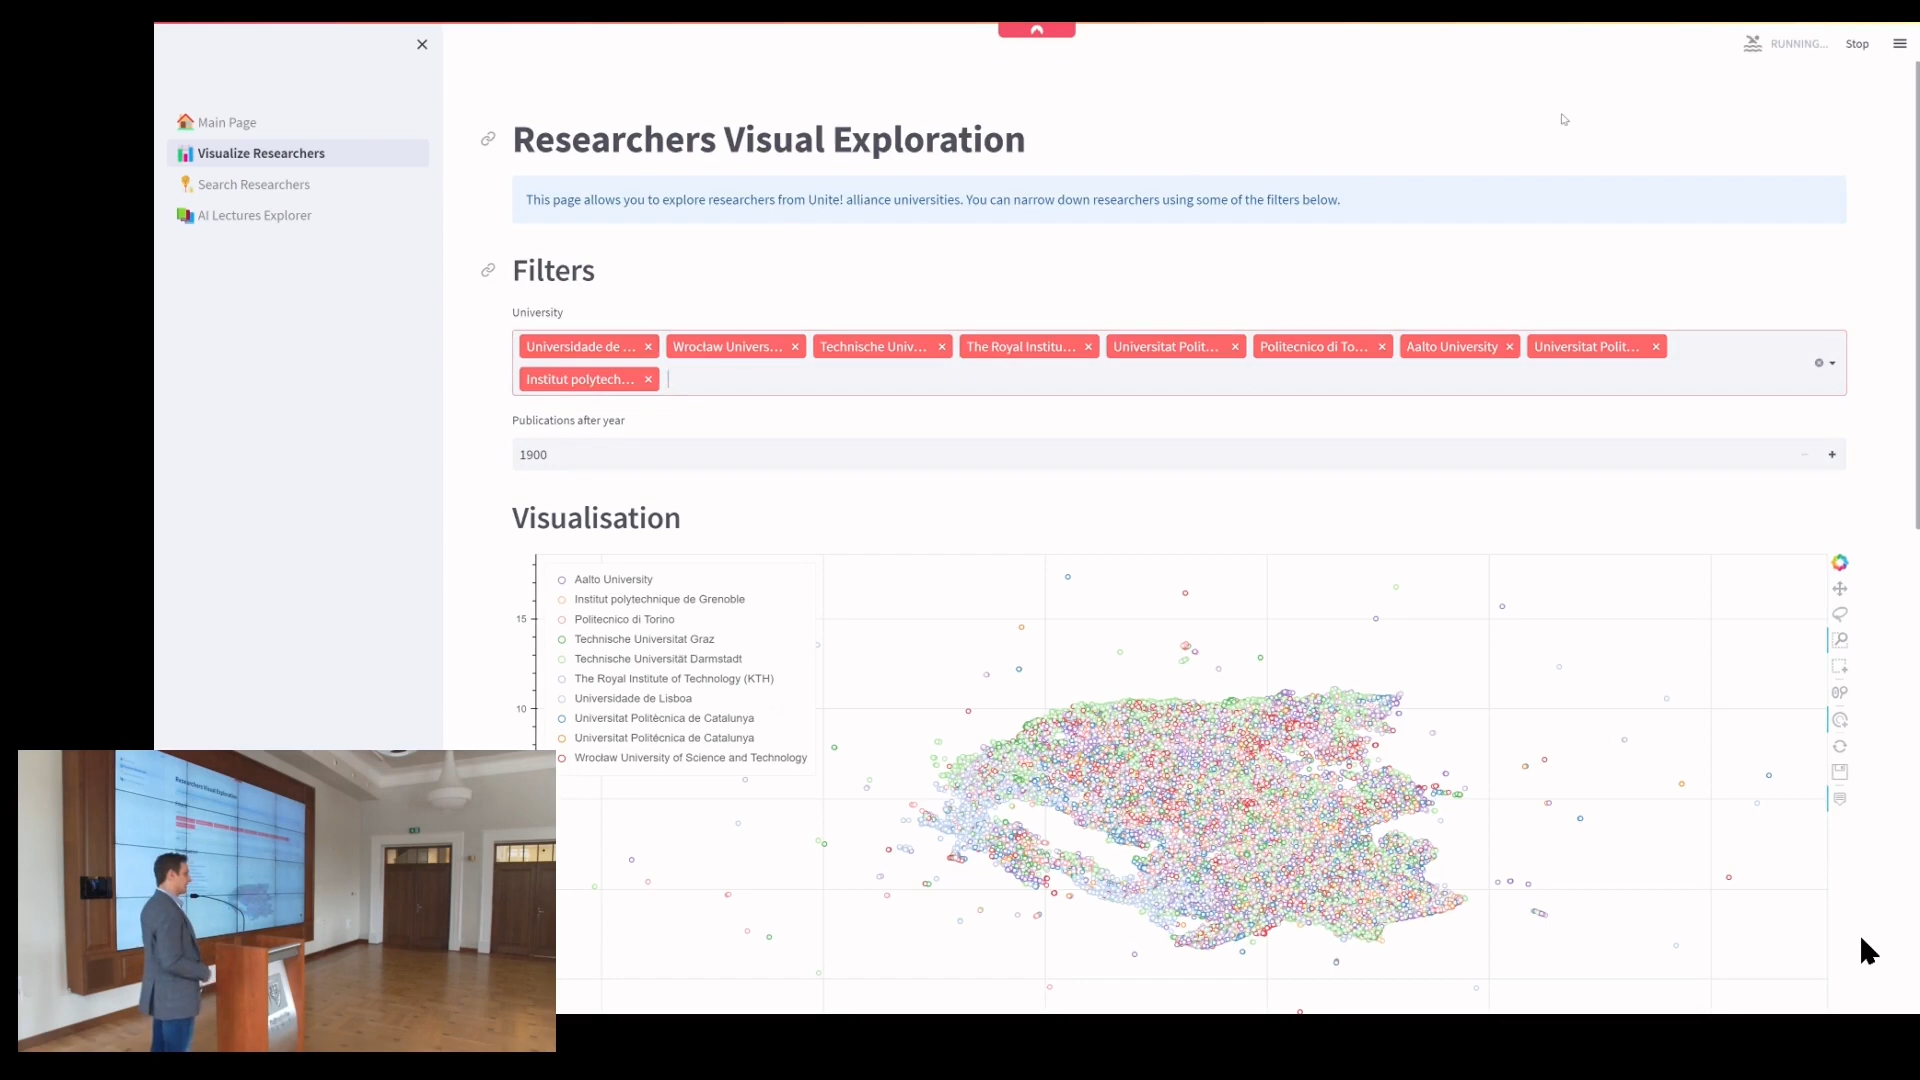 RUNNING...
Stop
Main Page
Visualize Researchers
Search Researchers
AI Lectures Explorer
Researchers Visual Exploration
This page allows you to explore researchers from Unite! alliance universities. You can narrow down researchers using some of the filters below.
Filters
University
Universidade de ...
Wrocław Univers...
Technische Univ...
The Royal Institu...
Universitat Polit...
Politecnico di To...
Aalto University
Universitat Polit...
Institut polytech...
Publications after year
1900
Visualisation
15
10
Aalto University
Institut polytechnique de Grenoble
Politecnico di Torino
Technische Universitat Graz
Technische Universität Darmstadt
The Royal Institute of Technology (KTH)
Universidade de Lisboa
Universitat Politècnica de Catalunya
Universitat Politécnica de Catalunya
Wrocław University of Science and Technology
Researchers Visual Exploration